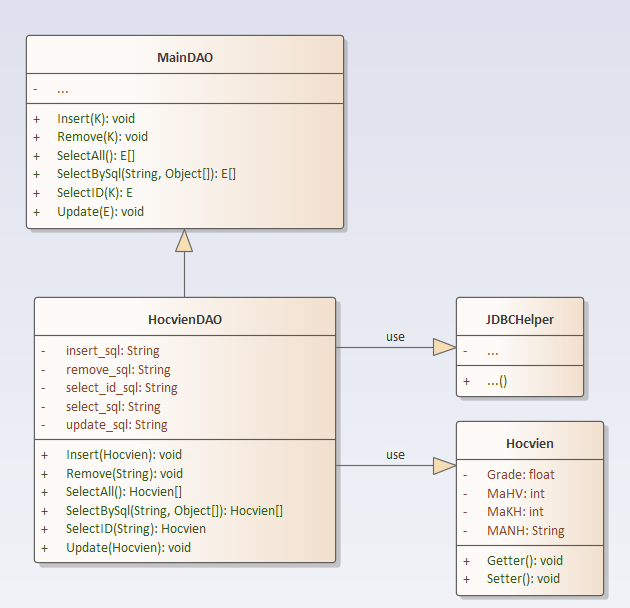 MainDAO
- ...
+ Insert(K): void
+ Remove(K): void
+ SelectAll(): E[]
+ SelectBySql(String, Object[]): E[]
+ SelectID(K): E
+ Update(E): void
HocvienDAO
- insert_sql: String
- remove_sql: String
- select_id_sql: String
- select_sql: String
- update_sql: String
+ Insert(Hocvien): void
+ Remove(String): void
+ SelectAll(): Hocvien[]
+ SelectBySql(String, Object[]): Hocvien[]
+ SelectID(String): Hocvien
+ Update(Hocvien): void
use
JDBCHelper
- ...
+ ...()
use
Hocvien
- Grade: float
- MaHV: int
- MaKH: int
- MANH: String
+ Getter(): void
+ Setter(): void